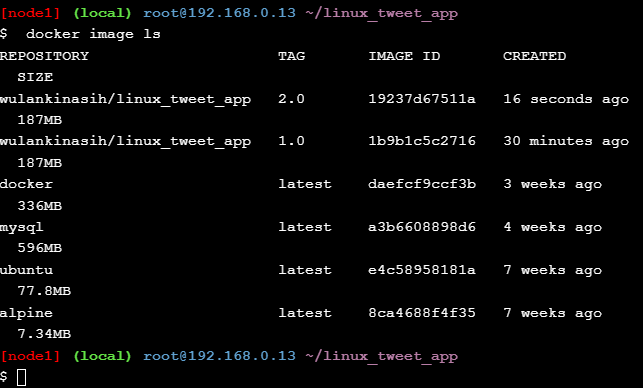 [node1] (local) root@192.168.0.13 ~/linux_tweet_app
$  docker image ls
REPOSITORY                     TAG       IMAGE ID       CREATED
  SIZE
wulankinasih/linux_tweet_app   2.0       19237d67511a   16 seconds ago
  187MB
wulankinasih/linux_tweet_app   1.0       1b9b1c5c2716   30 minutes ago
  187MB
docker                         latest    daefcf9ccf3b   3 weeks ago
  336MB
mysql                          latest    a3b6608898d6   4 weeks ago
  596MB
ubuntu                         latest    e4c58958181a   7 weeks ago
  77.8MB
alpine                         latest    8ca4688f4f35   7 weeks ago
  7.34MB
[node1] (local) root@192.168.0.13 ~/linux_tweet_app
$